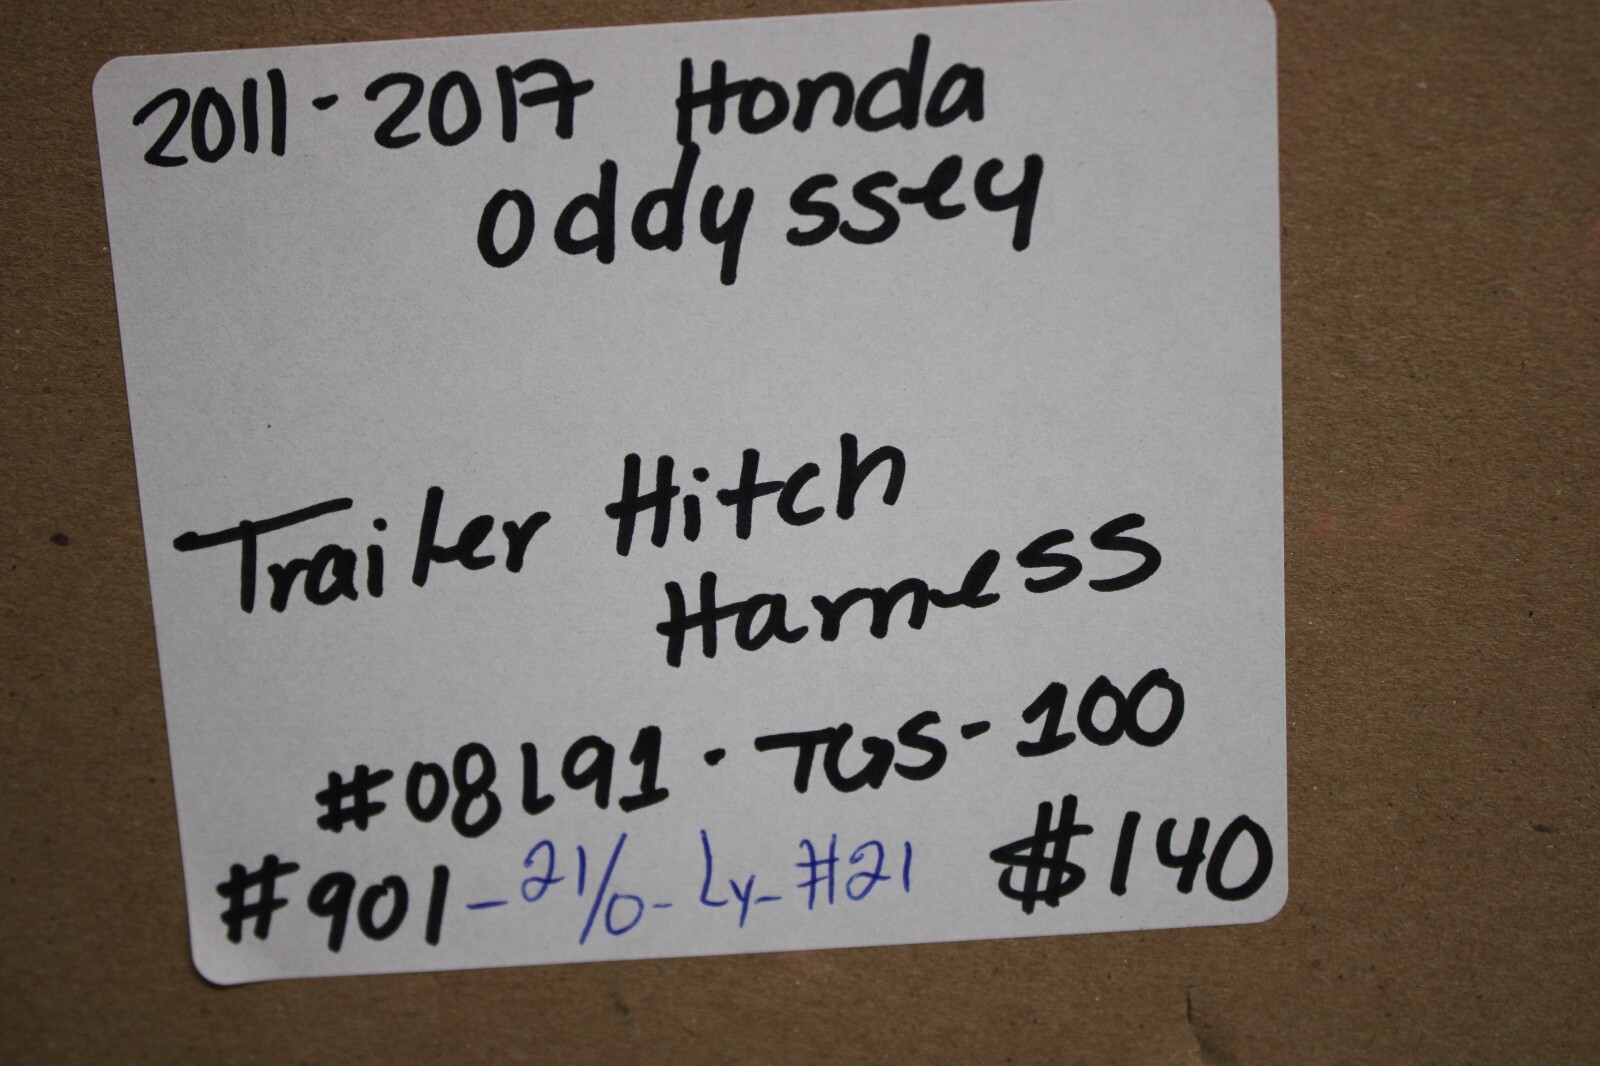 2011-2017 Honda
oddyssey
Trailer Hitch
Harness
#08L91-TGS-100
#901-21/0-Ly-#21 $140